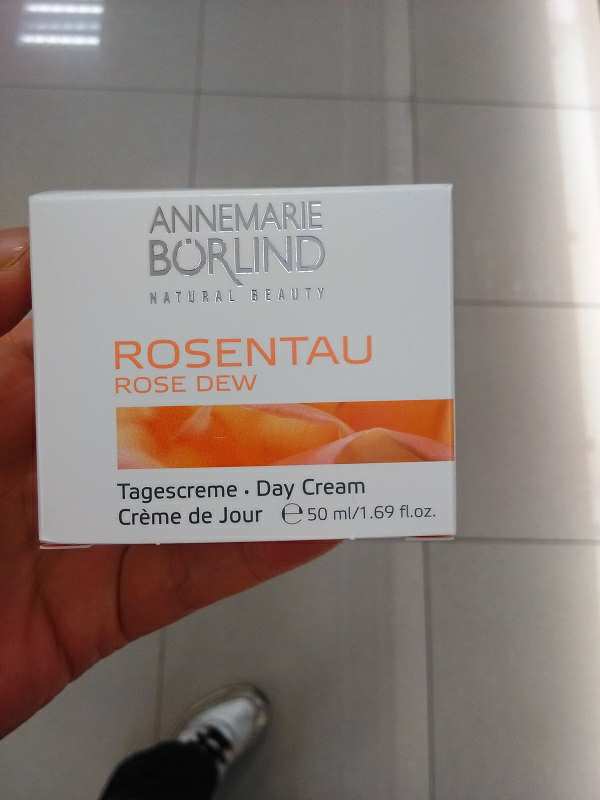 ANNEMARIE
BÖRLIND
NATURAL BEAUTY
ROSENTAU
ROSE DEW
Tagescreme · Day Cream
Crème de Jour ℮ 50 ml/1.69 fl.oz.